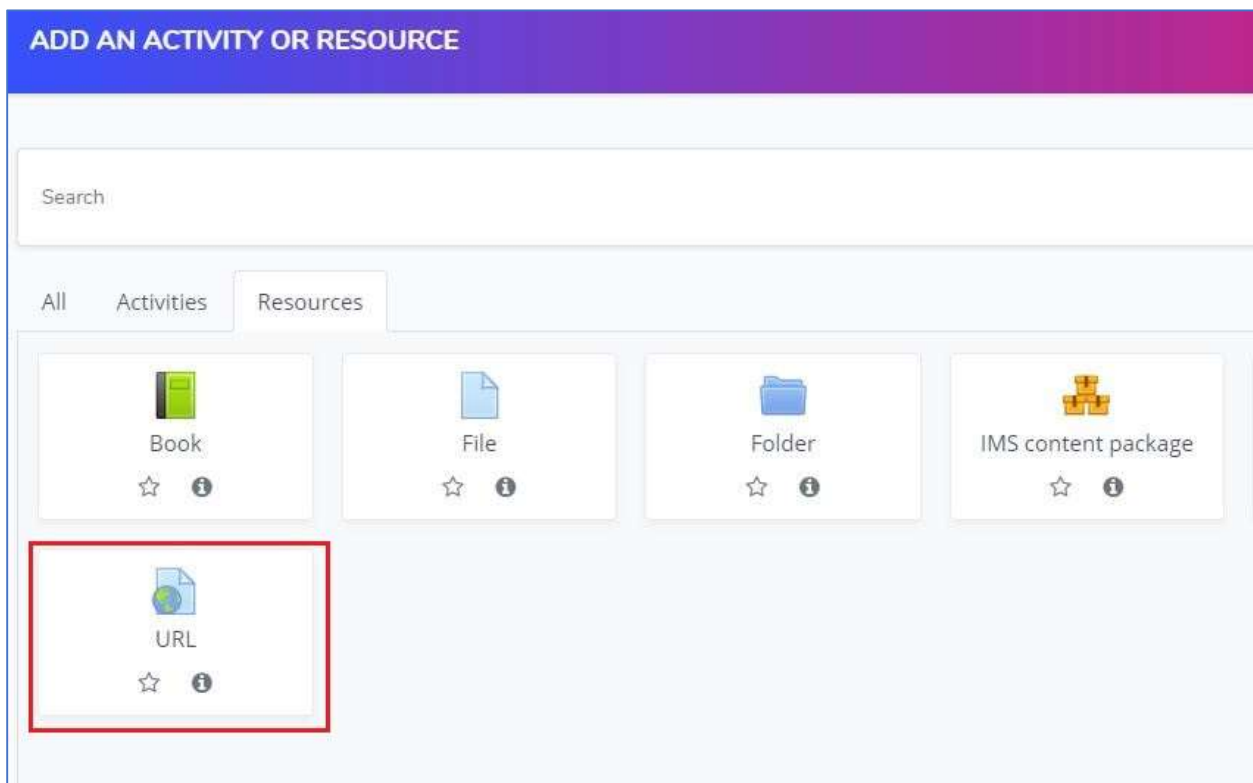 ADD AN ACTIVITY OR RESOURCE
Search
All Activities Resources
Book File Folder IMS content package
URL